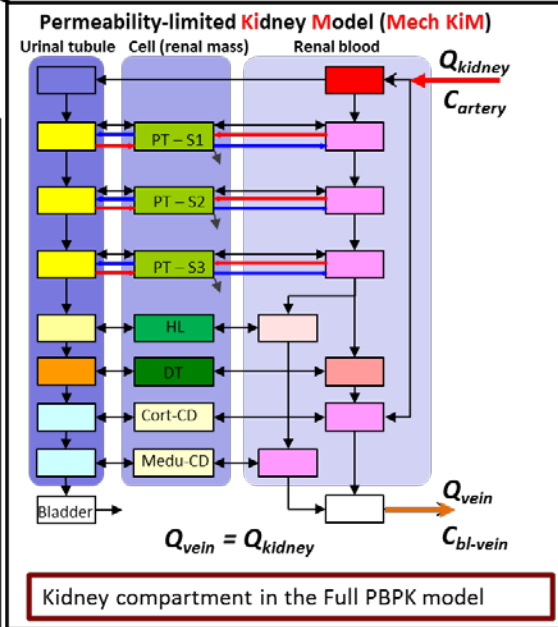 Permeability-limited Kidney Model (Mech KiM)
Urinal tubule Cell (renal mass) Renal blood
Qkidney
Cartery
PT – S1
PT – S2
PT – S3
HL
DT
Cort-CD
Medu-CD
Bladder
Qvein
Qvein = Qkidney
Cbl-vein
Kidney compartment in the Full PBPK model